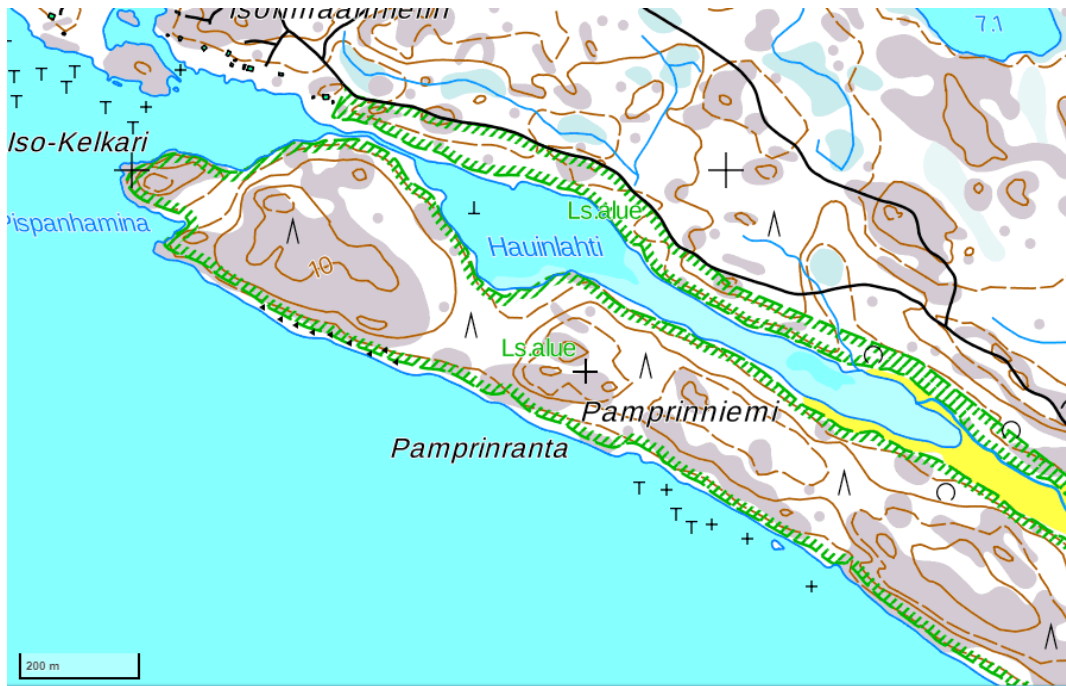 7.1
Iso-Kelkari
Ls.alue
Pispanhamina
Hauinlahti
10
Ls.alue
Pamprinniemi
Pamprinranta
200 m